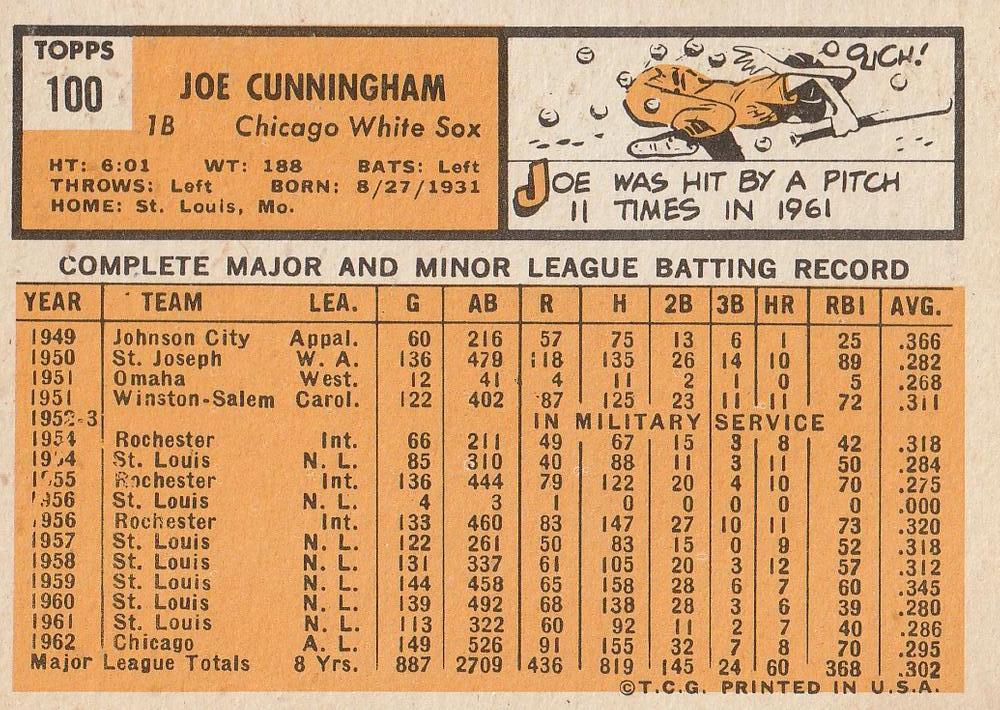 TOPPS
100
JOE CUNNINGHAM
1B Chicago White Sox
HT: 6:01 WT: 188 BATS: Left
THROWS: Left BORN: 8/27/1931
HOME: St. Louis, Mo.
OUCH!
JOE WAS HIT BY A PITCH
11 TIMES IN 1961
COMPLETE MAJOR AND MINOR LEAGUE BATTING RECORD
YEAR TEAM LEA. G AB R H 2B 3B HR RBI AVG.
1949 Johnson City Appal. 60 216 57 75 13 6 1 25 .366
1950 St. Joseph W. A. 136 479 118 135 26 14 10 89 .282
1951 Omaha West. 12 41 4 11 2 1 0 5 .268
1951 Winston-Salem Carol. 122 402 87 125 23 11 11 72 .311
1952-3 IN MILITARY SERVICE
1954 Rochester Int. 66 211 49 67 15 3 8 42 .318
1954 St. Louis N. L. 85 310 40 88 11 3 11 50 .284
1955 Rochester Int. 136 444 79 122 20 4 10 70 .275
1956 St. Louis N. L. 4 3 1 0 0 0 0 0 .000
1956 Rochester Int. 133 460 83 147 27 10 11 73 .320
1957 St. Louis N. L. 122 261 50 83 15 0 9 52 .318
1958 St. Louis N. L. 131 337 61 105 20 3 12 57 .312
1959 St. Louis N. L. 144 458 65 158 28 6 7 60 .345
1960 St. Louis N. L. 139 492 68 138 28 3 6 39 .280
1961 St. Louis N. L. 113 322 60 92 11 2 7 40 .286
1962 Chicago A. L. 149 526 91 155 32 7 8 70 .295
Major League Totals 8 Yrs. 887 2709 436 819 145 24 60 368 .302
©T.C.G. PRINTED IN U.S.A.